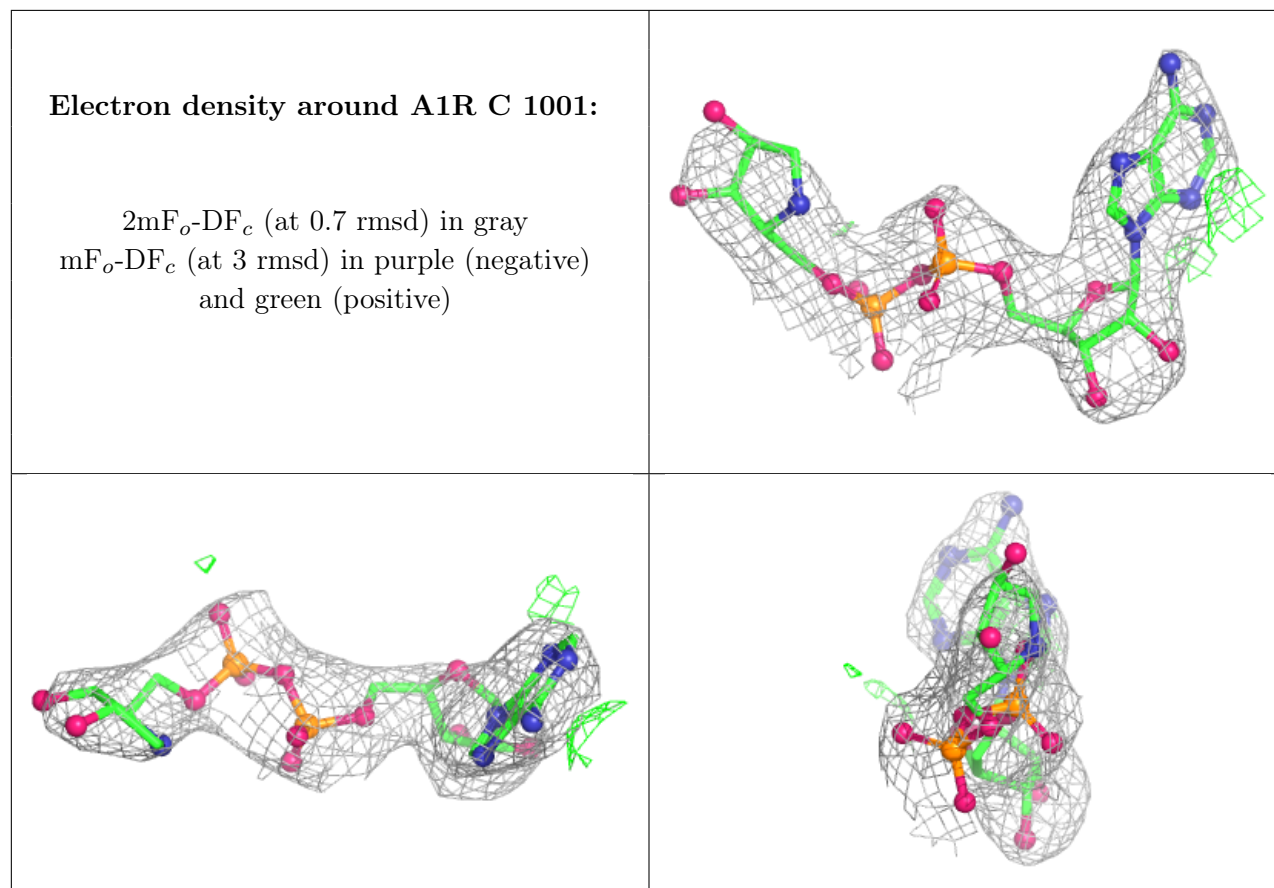 Electron density around A1R C 1001:
2mFo-DFc (at 0.7 rmsd) in gray
mFo-DFc (at 3 rmsd) in purple (negative)
and green (positive)